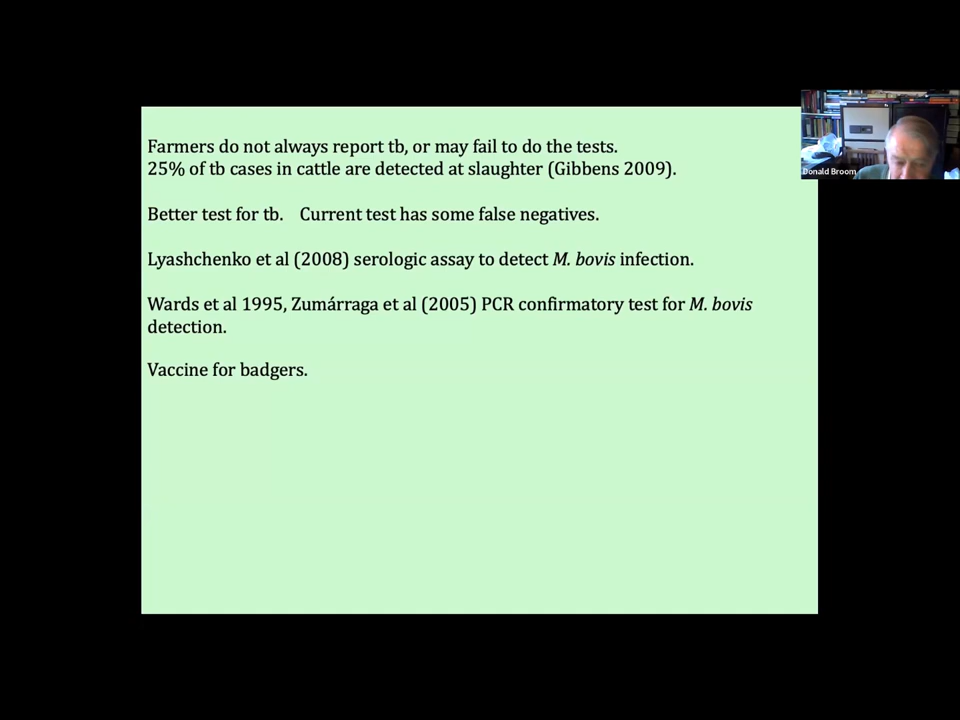 Farmers do not always report tb, or may fail to do the tests.
25% of tb cases in cattle are detected at slaughter (Gibbens 2009).
Better test for tb. Current test has some false negatives.
Lyashchenko et al (2008) serologic assay to detect M. bovis infection.
Wards et al 1995, Zumárraga et al (2005) PCR confirmatory test for M. bovis
detection.
Vaccine for badgers.
Donald Broom